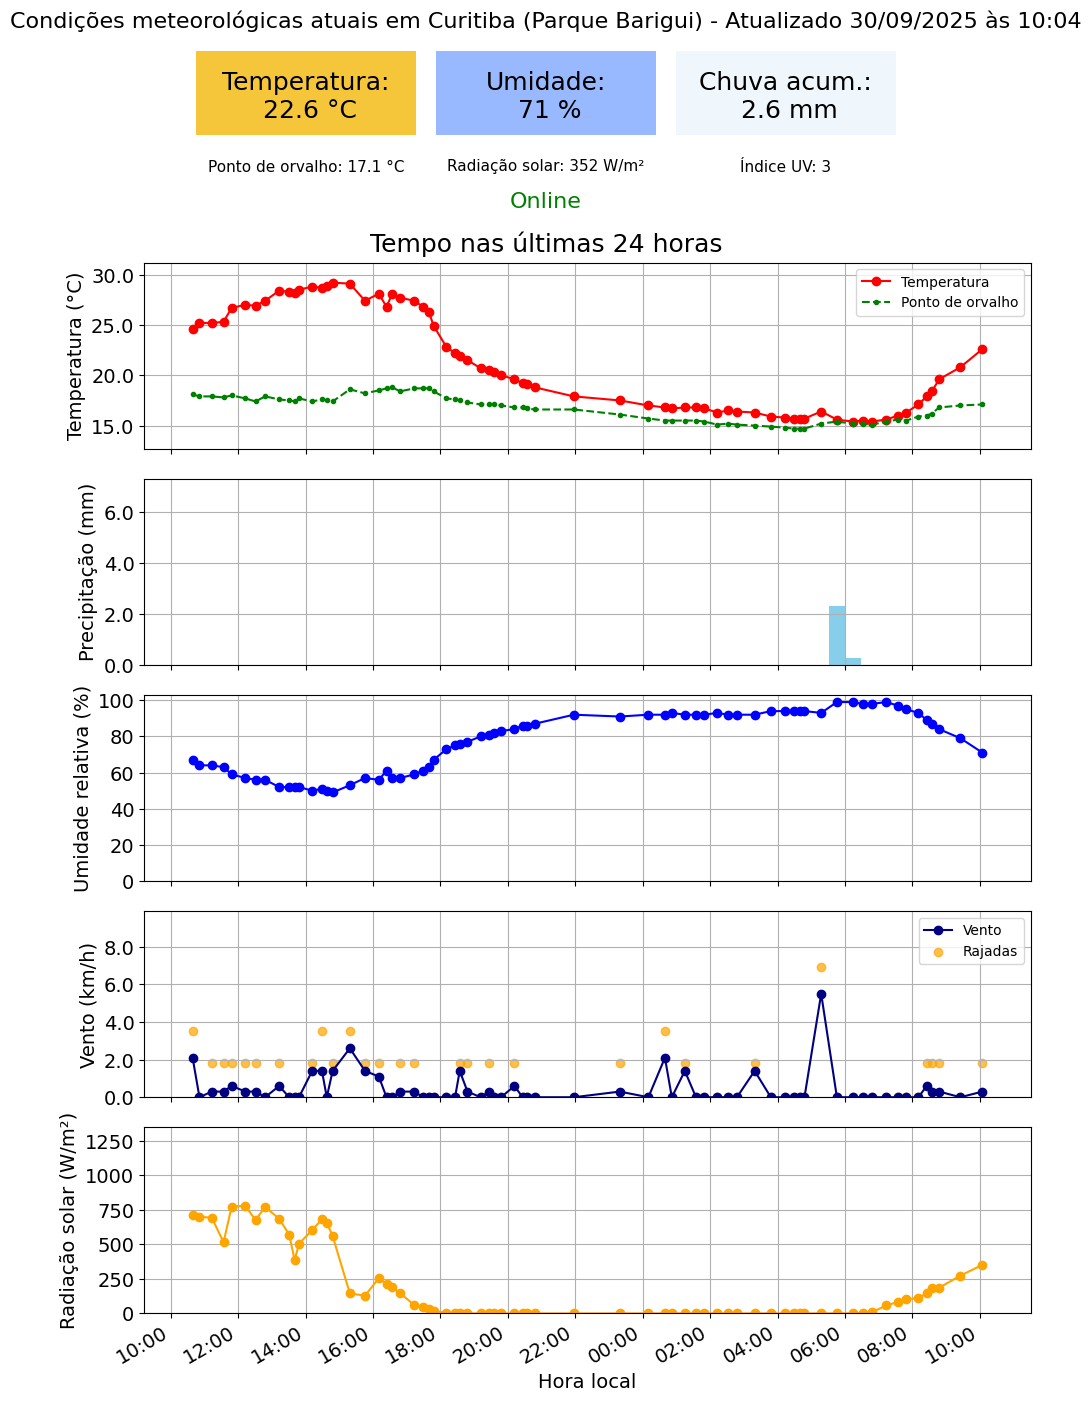 Condições meteorológicas atuais em Curitiba (Parque Barigui) - Atualizado 30/09/2025 às 10:04
Temperatura:
22.6 °C
Umidade:
71 %
Chuva acum.:
2.6 mm
Ponto de orvalho: 17.1 °C
Radiação solar: 352 W/m²
Índice UV: 3
Online
Tempo nas últimas 24 horas
Temperatura (°C)
30.0
25.0
20.0
15.0
Temperatura
Ponto de orvalho
Precipitação (mm)
6.0
4.0
2.0
0.0
Umidade relativa (%)
100
80
60
40
20
0
Vento (km/h)
8.0
6.0
4.0
2.0
0.0
Vento
Rajadas
Radiação solar (W/m²)
1250
1000
750
500
250
0
10:00 12:00 14:00 16:00 18:00 20:00 22:00 00:00 02:00 04:00 06:00 08:00 10:00
Hora local